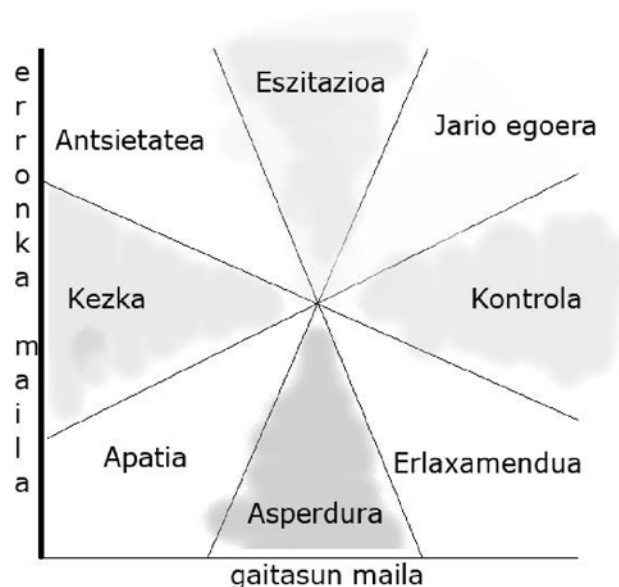 erronka maila
Eszitazioa
Antsietatea
Jario egoera
Kezka
Kontrola
Apatia
Erlaxamendua
Asperdura
gaitasun maila